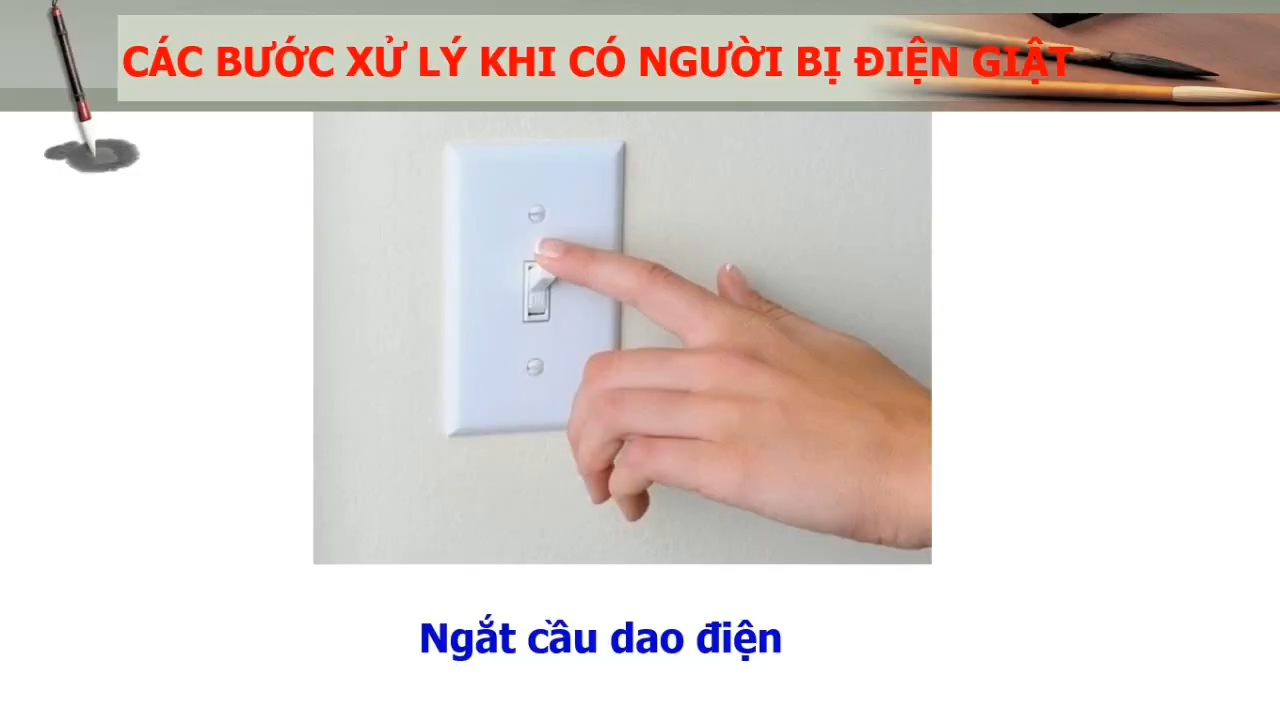 CÁC BƯỚC XỬ LÝ KHI CÓ NGƯỜI BỊ ĐIỆN GIẬT
Ngắt cầu dao điện